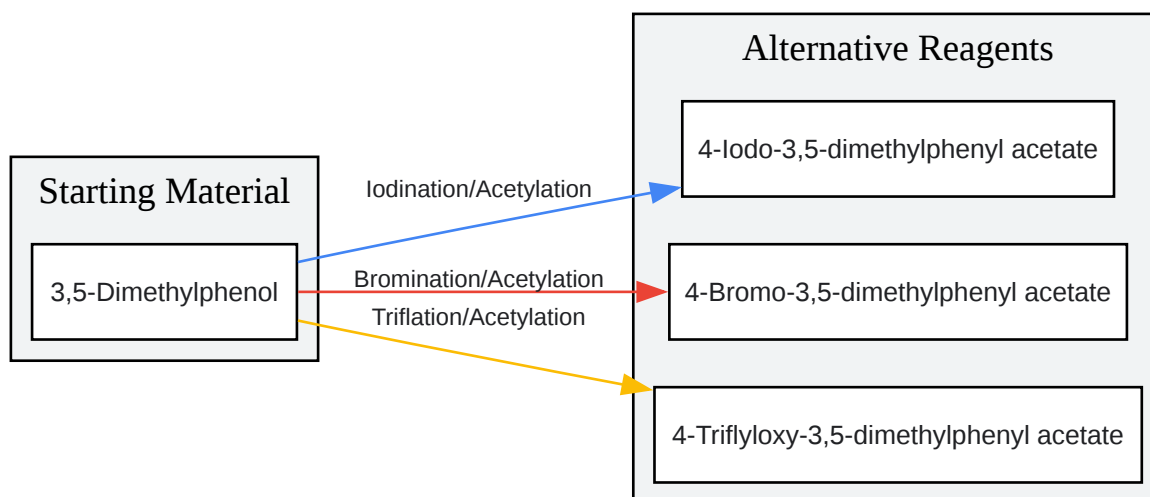 Starting Material
3,5-Dimethylphenol
Iodination/Acetylation
Bromination/Acetylation
Triflation/Acetylation
Alternative Reagents
4-Iodo-3,5-dimethylphenyl acetate
4-Bromo-3,5-dimethylphenyl acetate
4-Triflyloxy-3,5-dimethylphenyl acetate